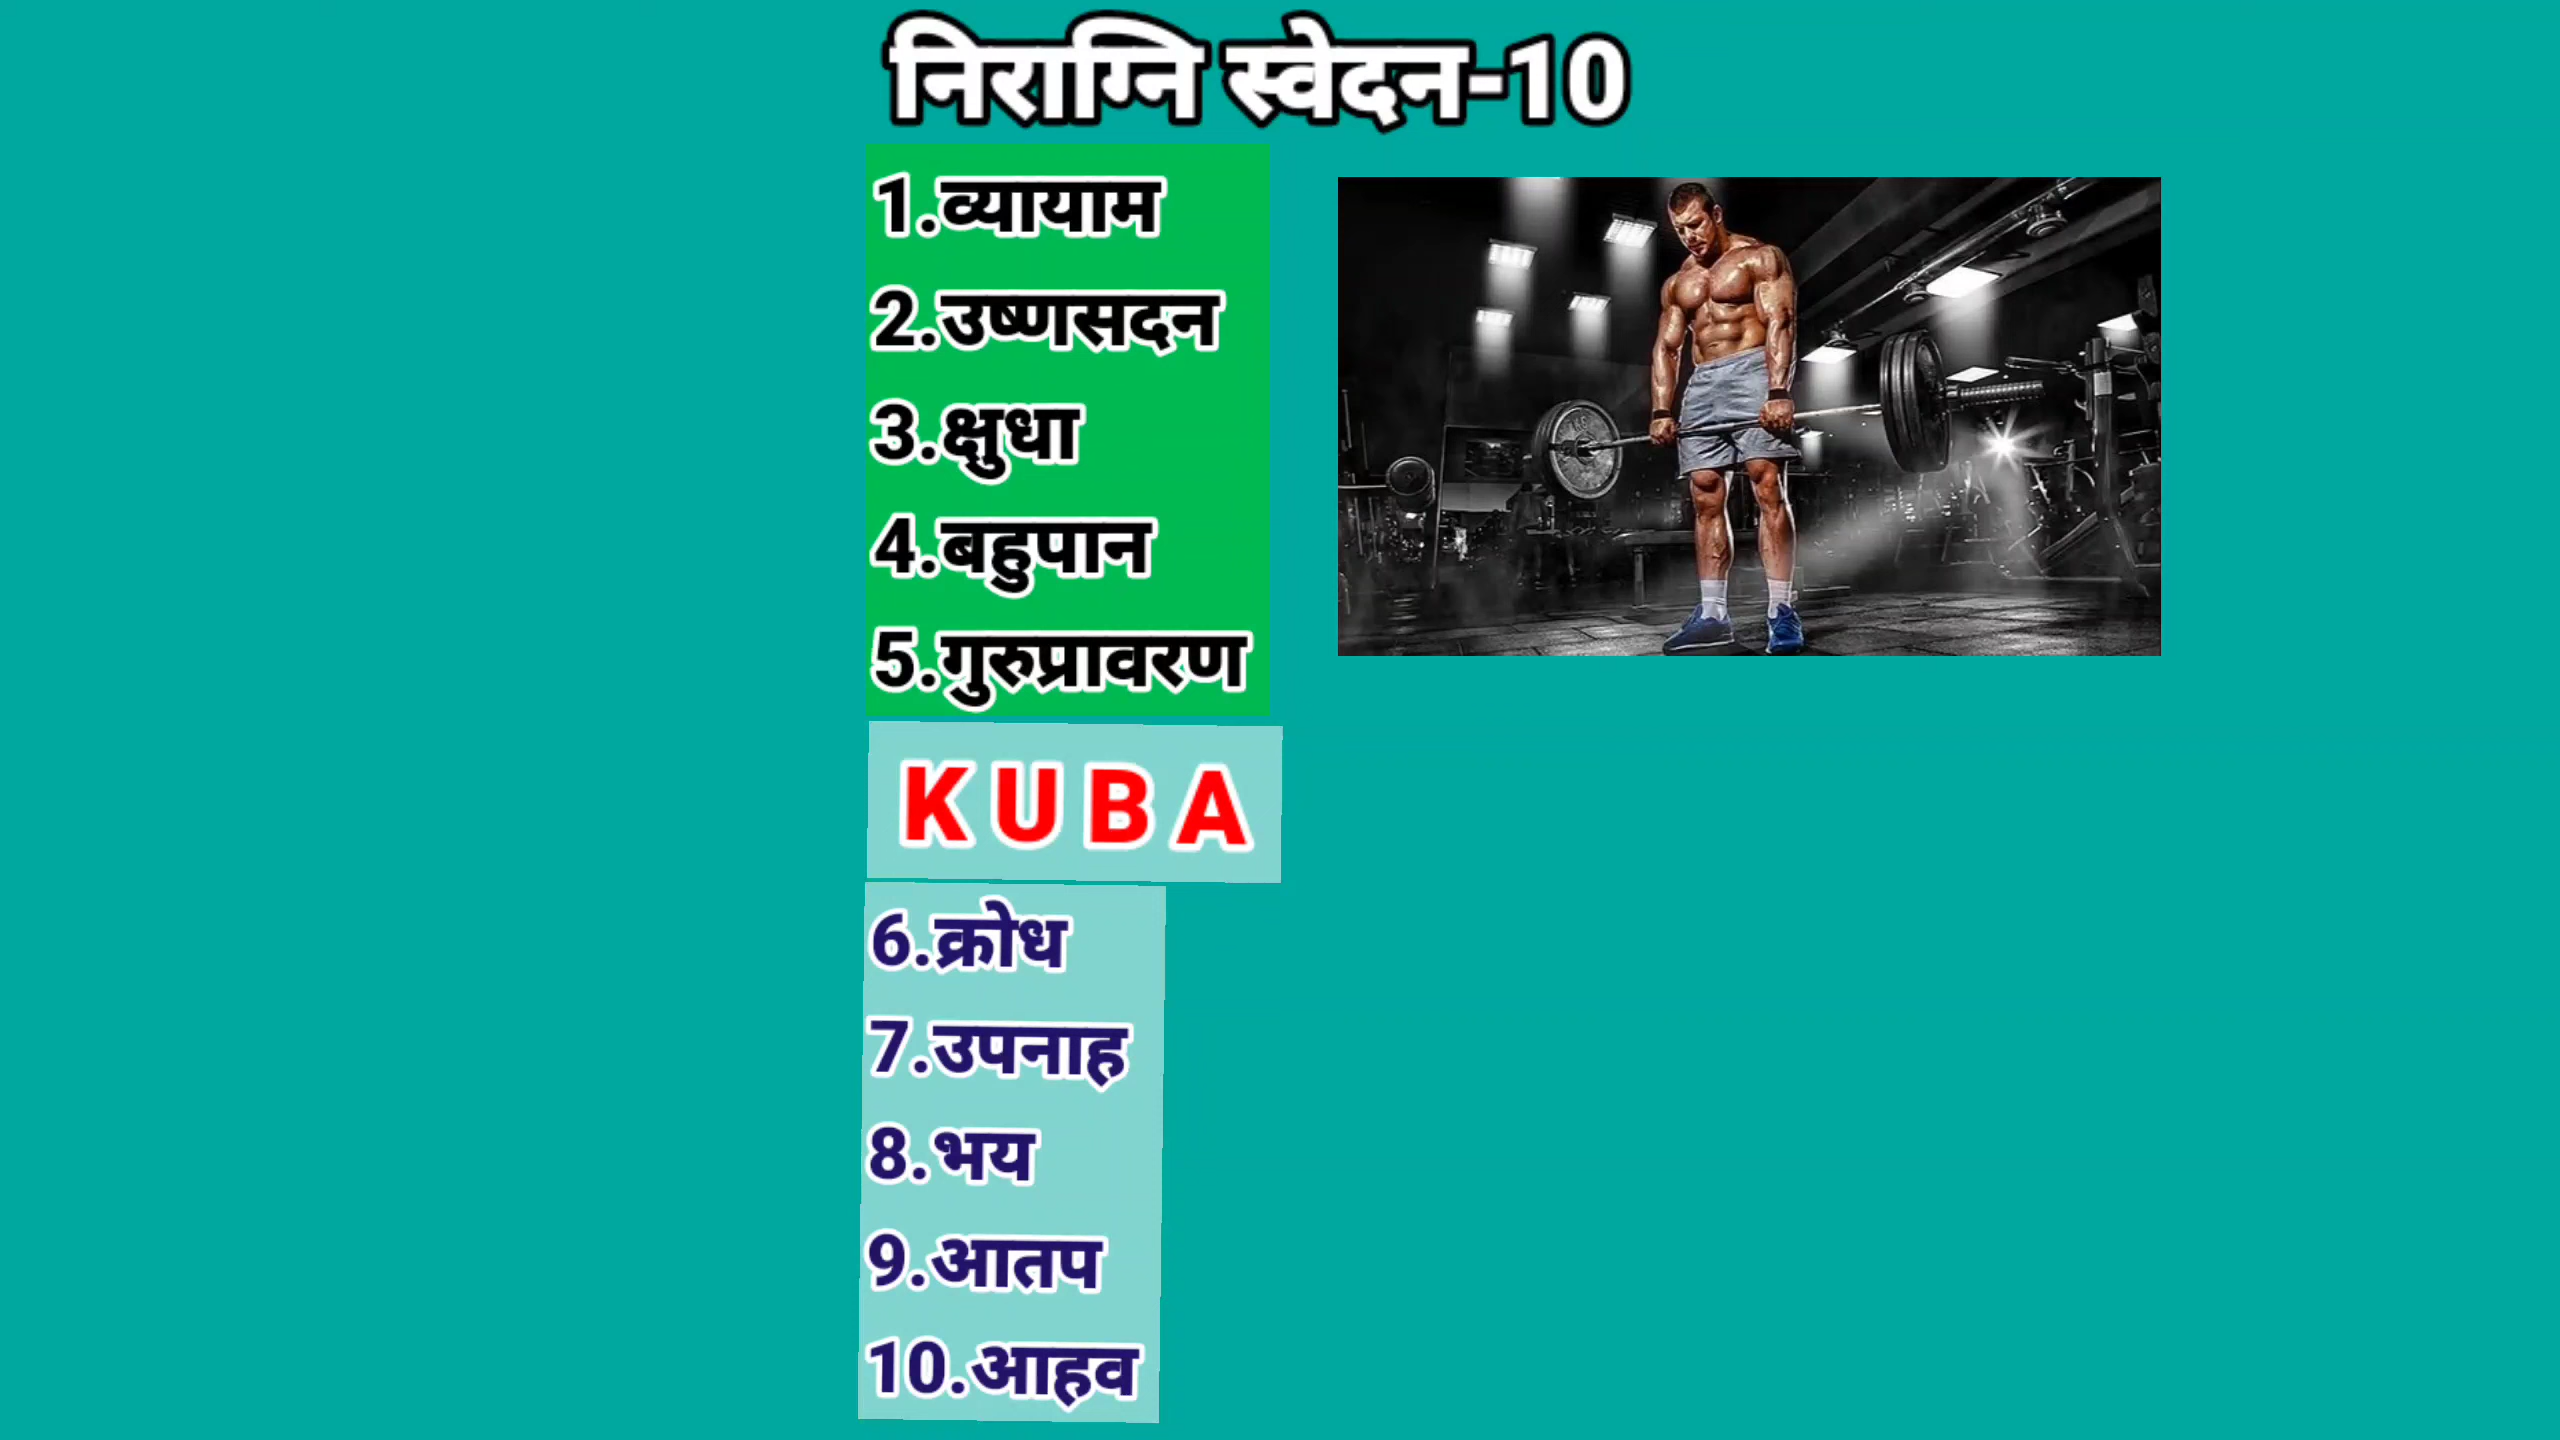 निराग्नि स्वेदन-10
1.व्यायाम
2.उष्णसदन
3.क्षुधा
4.बहुपान
5.गुरुप्रावरण
K U B A
6.क्रोध
7.उपनाह
8.भय
9.आतप
10.आहव